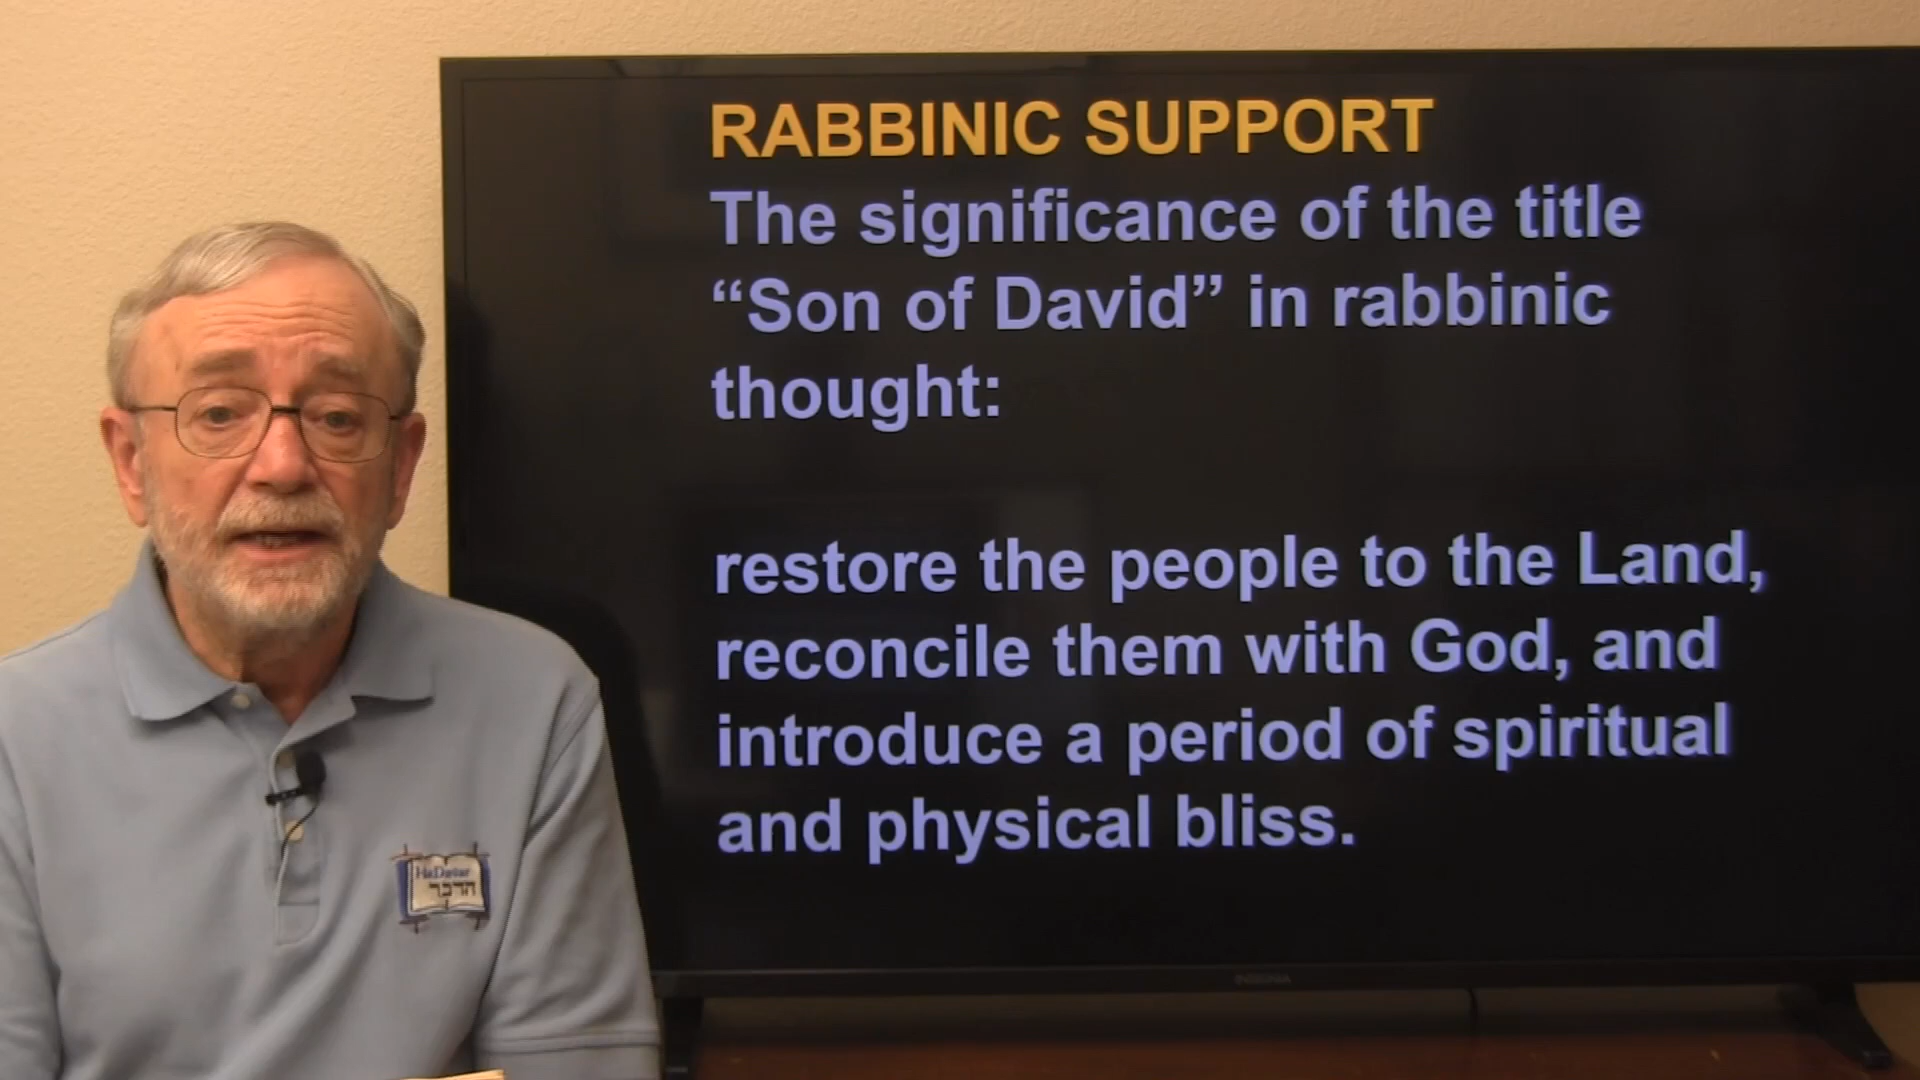 RABBINIC SUPPORT
The significance of the title
“Son of David” in rabbinic
thought:
restore the people to the Land,
reconcile them with God, and
introduce a period of spiritual
and physical bliss.
HaDavar
הדבר
INSIGNIA